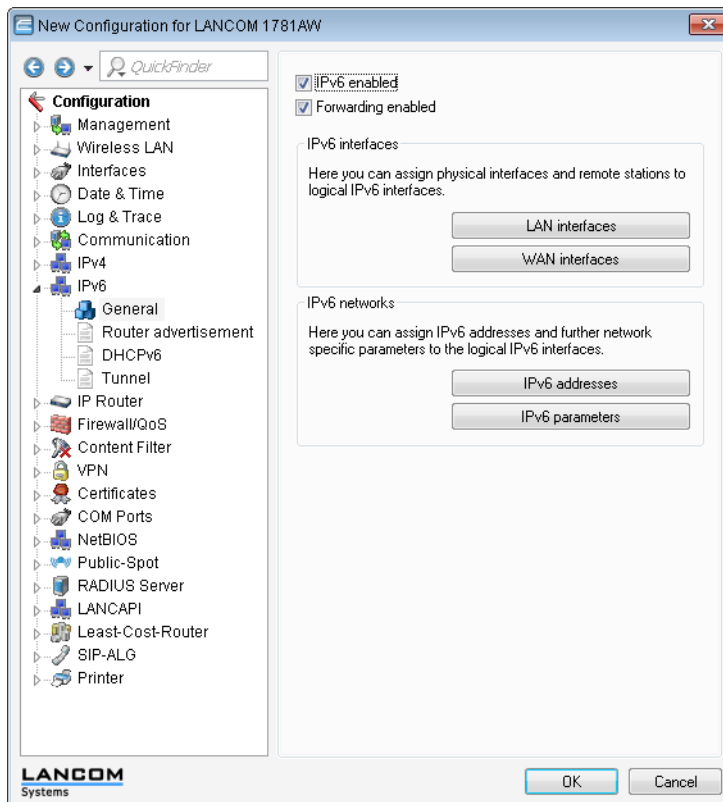 New Configuration for LANCOM 1781AW
QuickFinder
Configuration
Management
Wireless LAN
Interfaces
Date & Time
Log & Trace
Communication
IPv4
IPv6
General
Router advertisement
DHCPv6
Tunnel
IP Router
Firewall/QoS
Content Filter
VPN
Certificates
COM Ports
NetBIOS
Public-Spot
RADIUS Server
LANCAPI
Least-Cost-Router
SIP-ALG
Printer
IPv6 enabled
Forwarding enabled
IPv6 interfaces
Here you can assign physical interfaces and remote stations to
logical IPv6 interfaces.
LAN interfaces
WAN interfaces
IPv6 networks
Here you can assign IPv6 addresses and further network
specific parameters to the logical IPv6 interfaces.
IPv6 addresses
IPv6 parameters
LANCOM
Systems
OK
Cancel